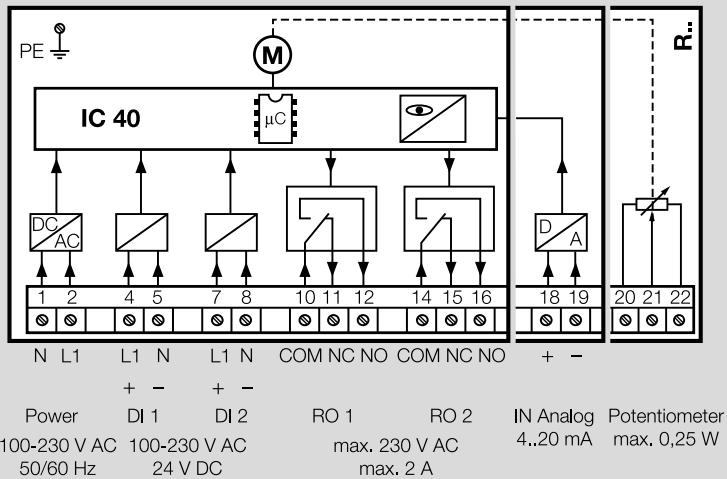 PE
M
R..
IC 40
µC
DC
AC
D
A
1 2 4 5 7 8 10 11 12 14 15 16 18 19 20 21 22
N L1 L1 N L1 N COM NC NO COM NC NO + −
+ − + −
Power DI 1 DI 2 RO 1 RO 2 IN Analog Potentiometer
100-230 V AC 100-230 V AC max. 230 V AC 4..20 mA max. 0,25 W
50/60 Hz 24 V DC max. 2 A